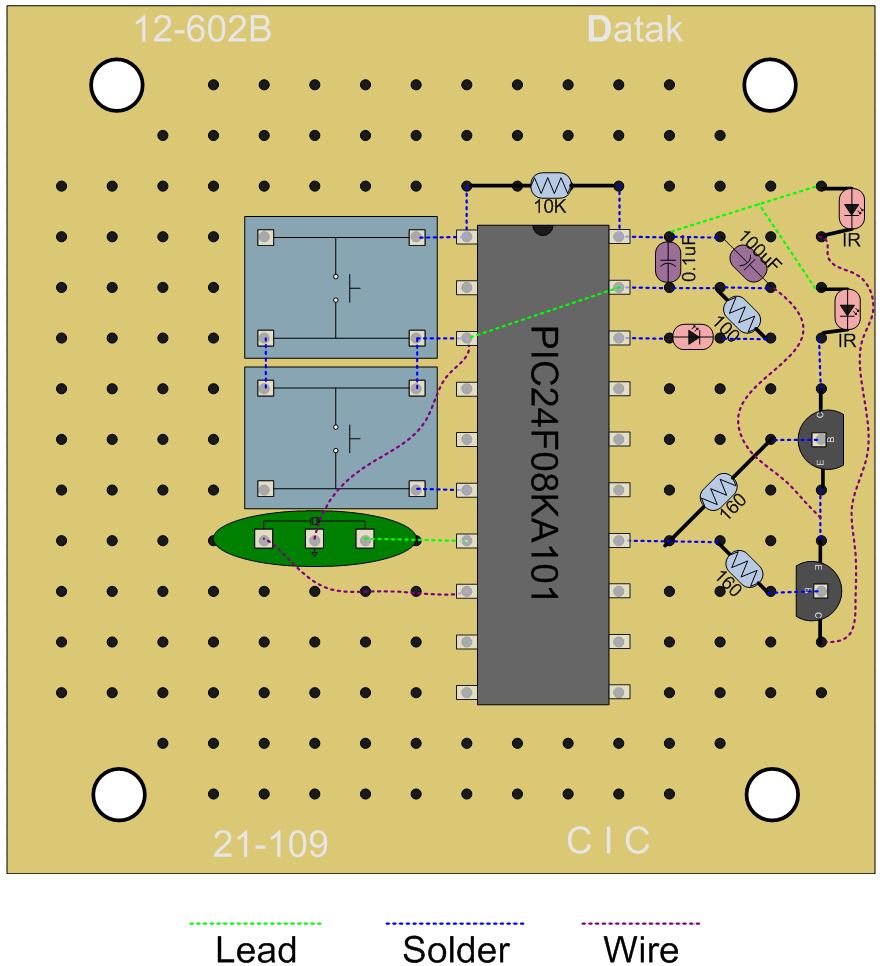 12-602B
Datak
10K
0.1uF
100uF
IR
100
IR
PIC24F08KA101
C
B
E
160
160
E
B
C
21-109
C I C
Lead
Solder
Wire